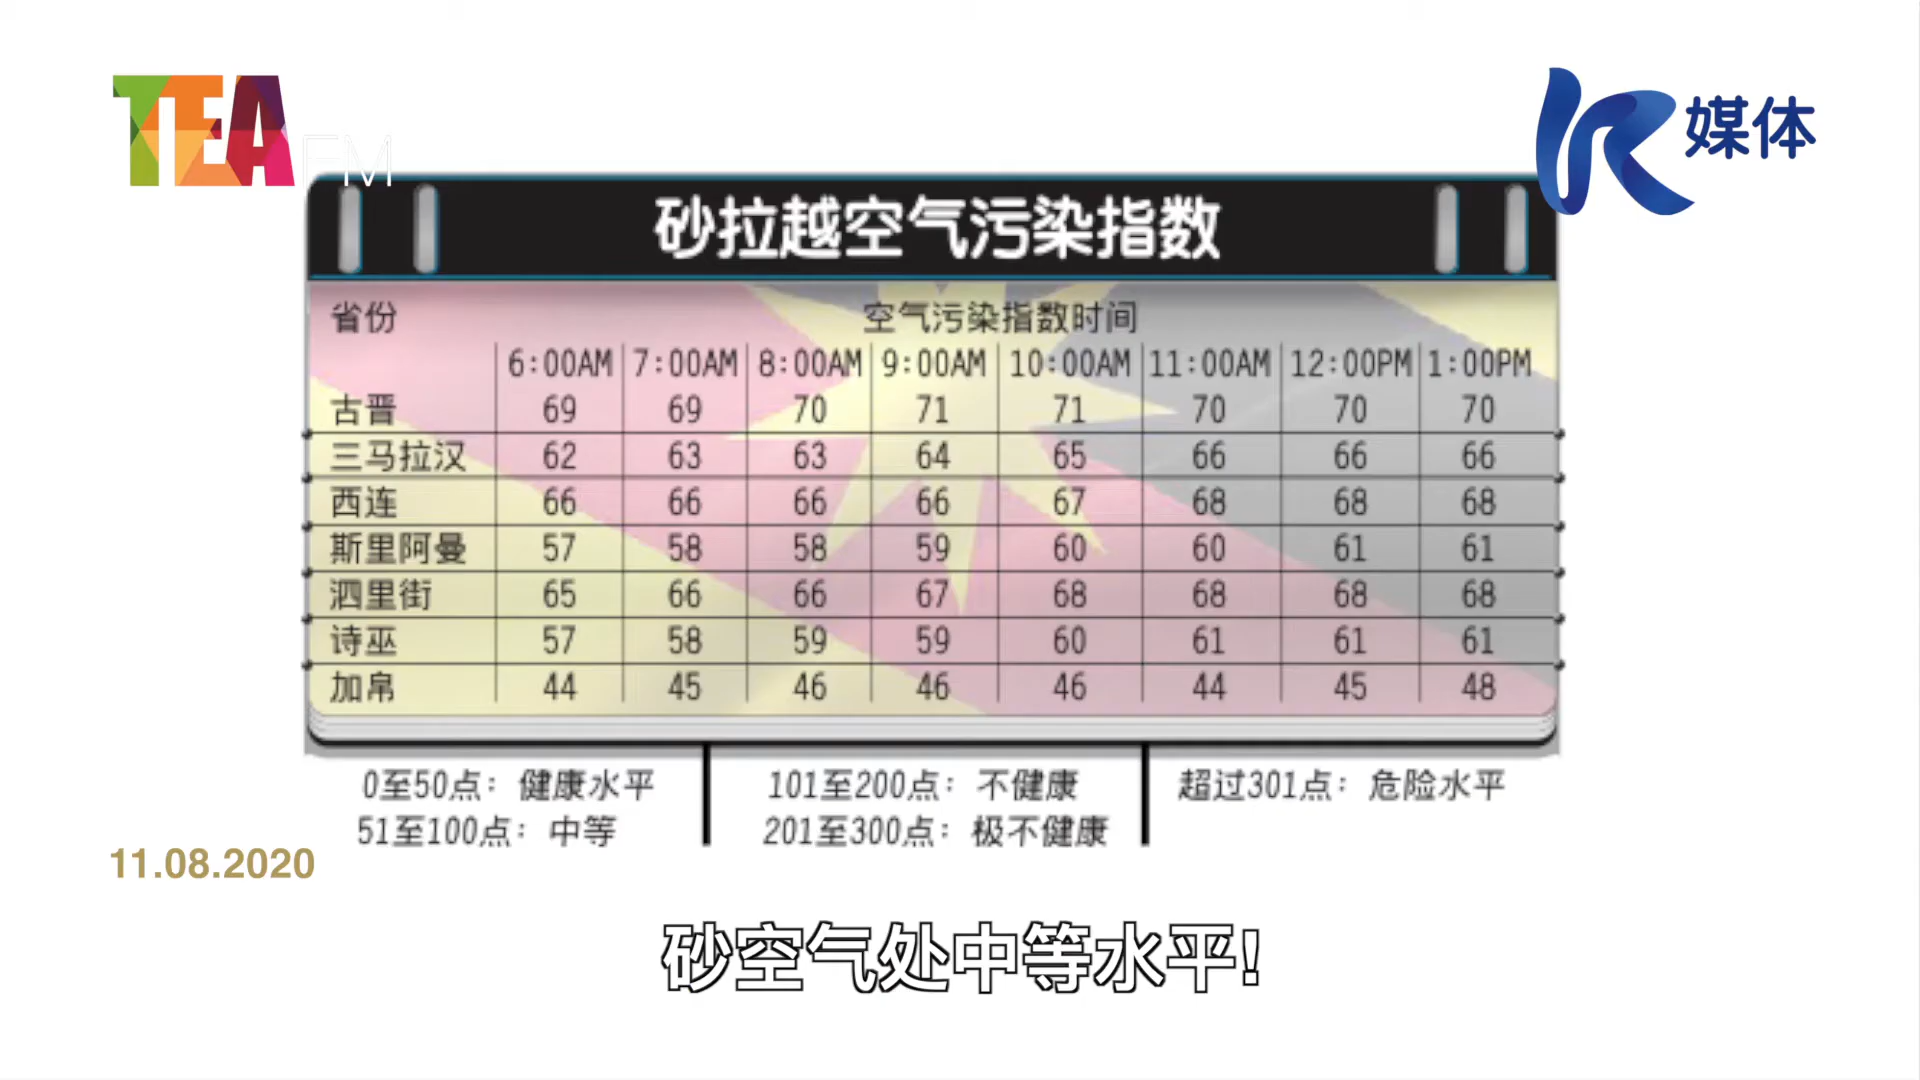 TEA FM
媒体
砂拉越空气污染指数
省份 空气污染指数时间
6:00AM 7:00AM 8:00AM 9:00AM 10:00AM 11:00AM 12:00PM 1:00PM
古晋 69 69 70 71 71 70 70 70
三马拉汉 62 63 63 64 65 66 66 66
西连 66 66 66 66 67 68 68 68
斯里阿曼 57 58 58 59 60 60 61 61
泗里街 65 66 66 67 68 68 68 68
诗巫 57 58 59 59 60 61 61 61
加帛 44 45 46 46 46 44 45 48
0至50点：健康水平
51至100点：中等
101至200点：不健康
201至300点：极不健康
超过301点：危险水平
11.08.2020
砂空气处中等水平!